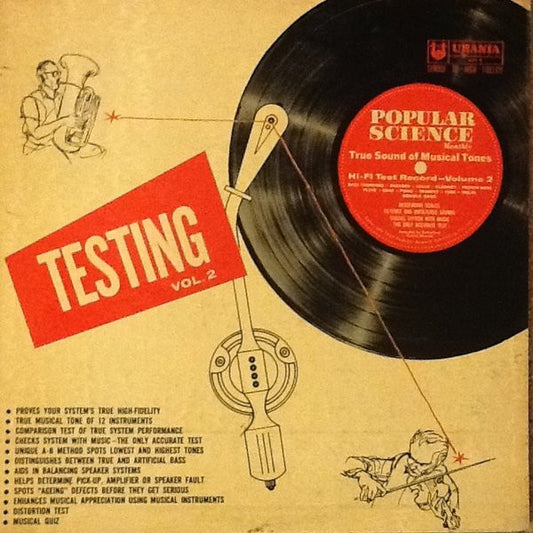 URANIA
POPULAR
SCIENCE
Monthly
True Sound of Musical Tones
Hi-Fi Test Record—Volume 2
DOUBLE BASS
TESTING
VOL. 2
• PROVES YOUR SYSTEM'S TRUE HIGH-FIDELITY
• TRUE MUSICAL TONE OF 12 INSTRUMENTS
• COMPARISON TEST OF TRUE SYSTEM PERFORMANCE
• CHECKS SYSTEM WITH MUSIC—THE ONLY ACCURATE TEST
• UNIQUE A-B METHOD SPOTS LOWEST AND HIGHEST TONES
• DISTINGUISHES BETWEEN TRUE AND ARTIFICIAL BASS
• AIDS IN BALANCING SPEAKER SYSTEMS
• HELPS DETERMINE PICK-UP, AMPLIFIER OR SPEAKER FAULT
• SPOTS "AGEING" DEFECTS BEFORE THEY GET SERIOUS
• ENHANCES MUSICAL APPRECIATION USING MUSICAL INSTRUMENTS
• DISTORTION TEST
• MUSICAL QUIZ